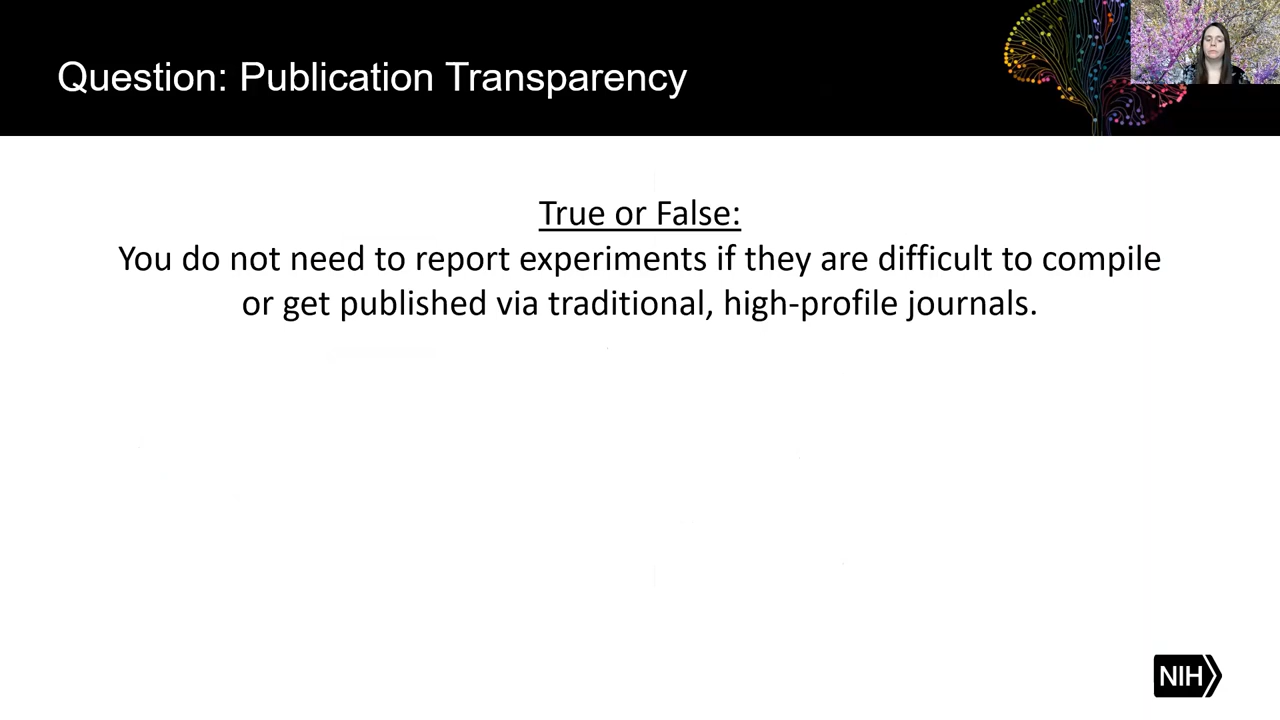 Question: Publication Transparency
True or False:
You do not need to report experiments if they are difficult to compile
or get published via traditional, high-profile journals.
NIH